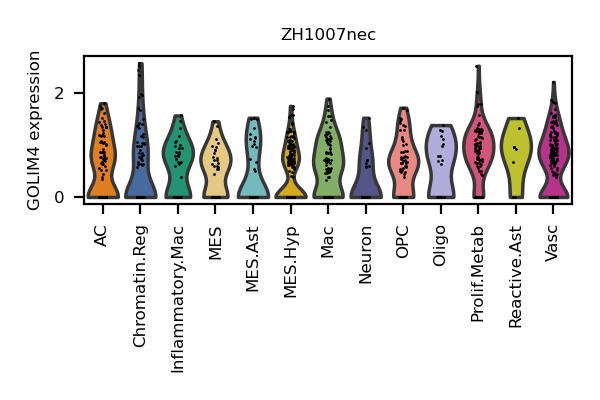 ZH1007nec
GOLIM4 expression
2
0
AC
Chromatin.Reg
Inflammatory.Mac
MES
MES.Ast
MES.Hyp
Mac
Neuron
OPC
Oligo
Prolif.Metab
Reactive.Ast
Vasc